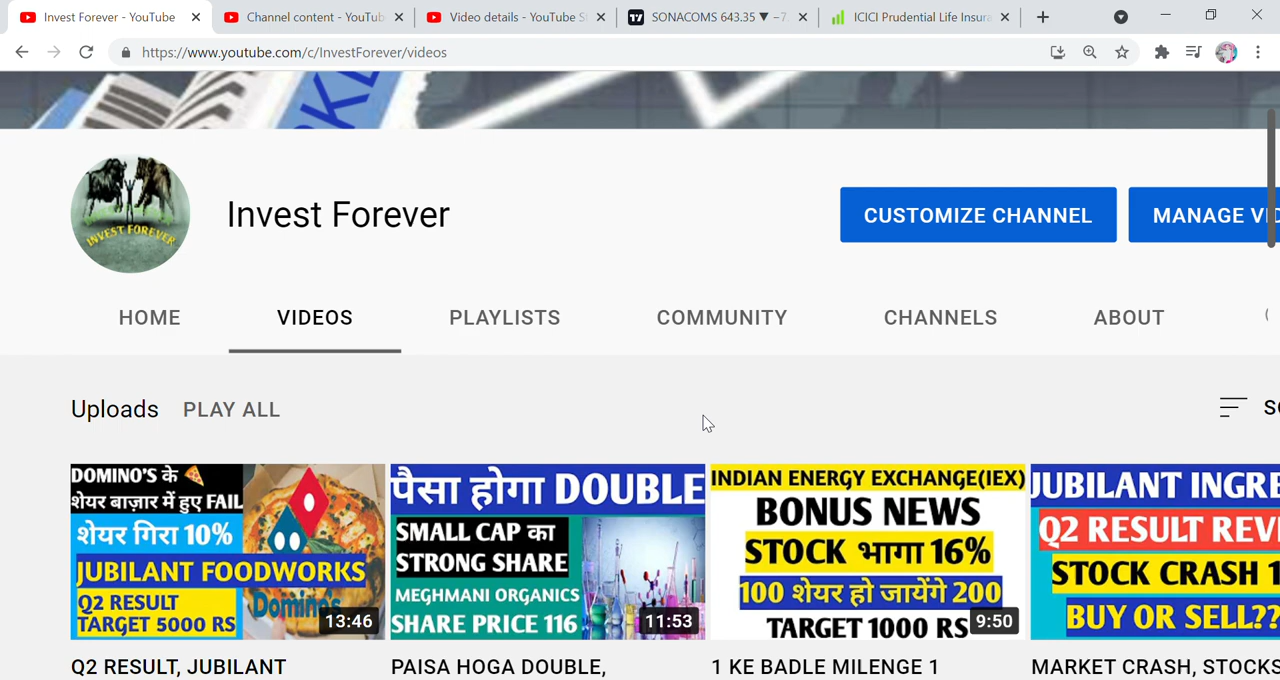 Invest Forever - YouTube
Channel content - YouTub
Video details - YouTube S
SONACOMS 643.35 ▼ −7.
ICICI Prudential Life Insura
https://www.youtube.com/c/InvestForever/videos
INVEST FOREVER
Invest Forever
CUSTOMIZE CHANNEL
MANAGE VI
HOME
VIDEOS
PLAYLISTS
COMMUNITY
CHANNELS
ABOUT
Uploads
PLAY ALL
SO
DOMINO'S के 🍕
शेयर बाज़ार में हुए FAIL
शेयर गिरा 10%
JUBILANT FOODWORKS
Q2 RESULT
TARGET 5000 RS
Domino's
13:46
पैसा होगा DOUBLE
SMALL CAP का
STRONG SHARE
MEGHMANI ORGANICS
SHARE PRICE 116
11:53
INDIAN ENERGY EXCHANGE(IEX)
BONUS NEWS
STOCK भागा 16%
100 शेयर हो जायेंगे 200
TARGET 1000 RS
9:50
JUBILANT INGRE
Q2 RESULT REVI
STOCK CRASH 1
BUY OR SELL??
Q2 RESULT, JUBILANT
PAISA HOGA DOUBLE,
1 KE BADLE MILENGE 1
MARKET CRASH, STOCKS